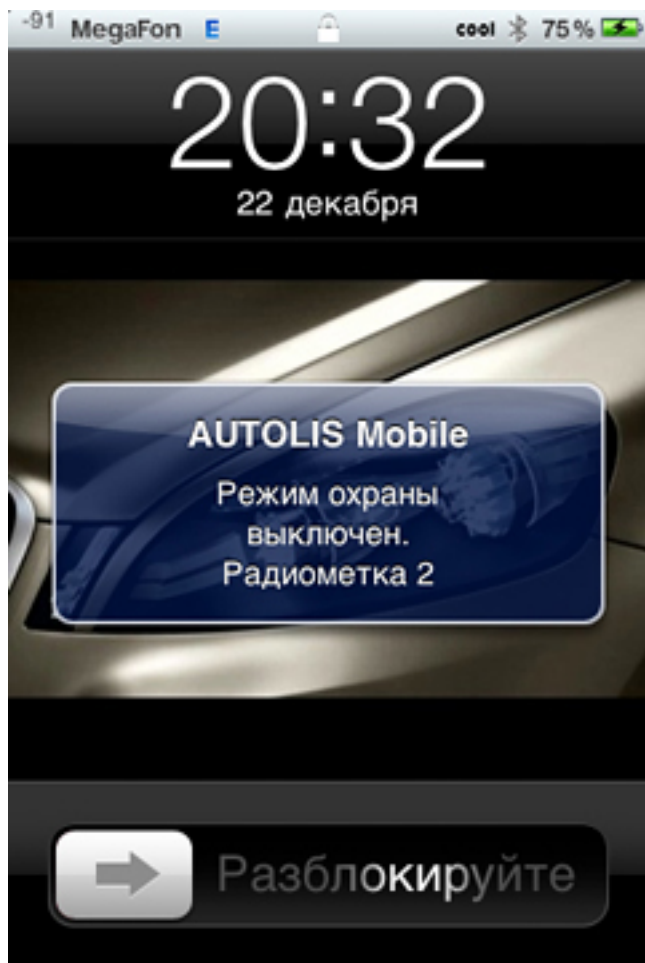 -91 MegaFon E cool 75%
20:32
22 декабря
AUTOLIS Mobile
Режим охраны
выключен.
Радиометка 2
Разблокируйте